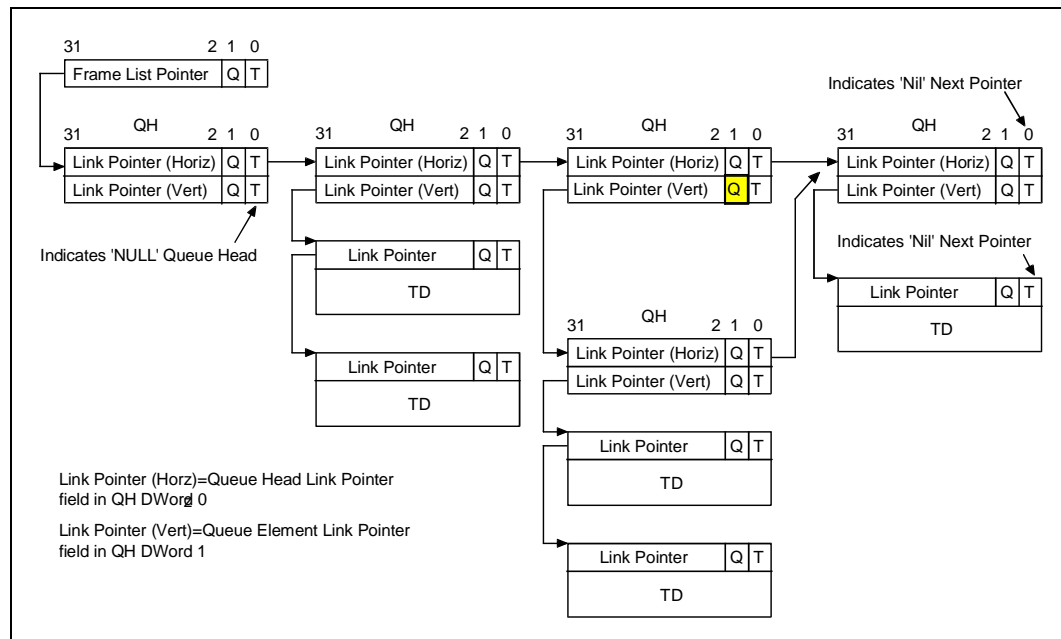 31 2 1 0
Frame List Pointer Q T
Indicates 'Nil' Next Pointer
QH QH QH QH
31 2 1 0 31 2 1 0 31 2 1 0 31 2 1 0
Link Pointer (Horiz) Q T Link Pointer (Horiz) Q T Link Pointer (Horiz) Q T Link Pointer (Horiz) Q T
Link Pointer (Vert) Q T Link Pointer (Vert) Q T Link Pointer (Vert) Q T Link Pointer (Vert) Q T
Indicates 'NULL' Queue Head
Indicates 'Nil' Next Pointer
Link Pointer Q T
TD
Link Pointer Q T
TD
QH
31 2 1 0
Link Pointer (Horiz) Q T
Link Pointer (Vert) Q T
Link Pointer Q T
TD
Link Pointer Q T
TD
Link Pointer Q T
TD
Link Pointer (Horz)=Queue Head Link Pointer
field in QH DWord 0
Link Pointer (Vert)=Queue Element Link Pointer
field in QH DWord 1